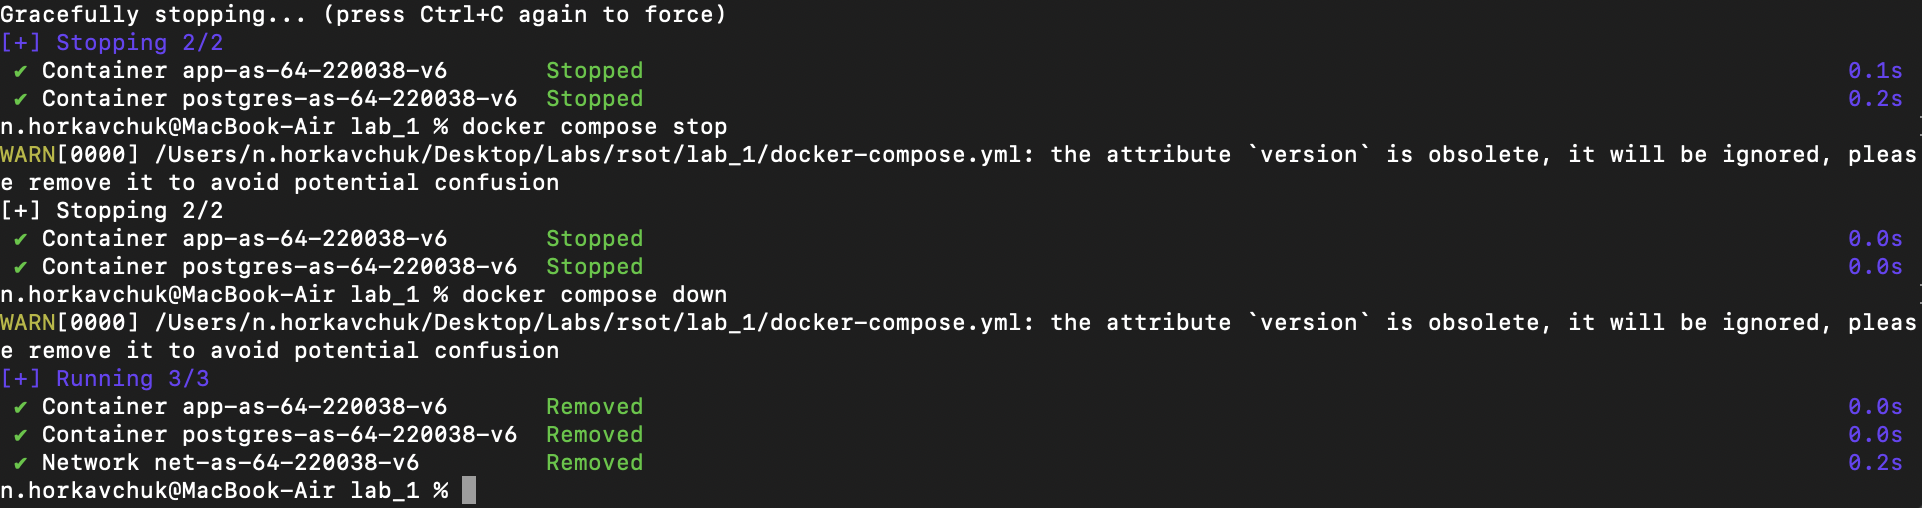 Gracefully stopping... (press Ctrl+C again to force)
[+] Stopping 2/2
✔ Container app-as-64-220038-v6 Stopped 0.1s
✔ Container postgres-as-64-220038-v6 Stopped 0.2s
n.horkavchuk@MacBook-Air lab_1 % docker compose stop
WARN[0000] /Users/n.horkavchuk/Desktop/Labs/rsot/lab_1/docker-compose.yml: the attribute `version` is obsolete, it will be ignored, pleas
e remove it to avoid potential confusion
[+] Stopping 2/2
✔ Container app-as-64-220038-v6 Stopped 0.0s
✔ Container postgres-as-64-220038-v6 Stopped 0.0s
n.horkavchuk@MacBook-Air lab_1 % docker compose down
WARN[0000] /Users/n.horkavchuk/Desktop/Labs/rsot/lab_1/docker-compose.yml: the attribute `version` is obsolete, it will be ignored, pleas
e remove it to avoid potential confusion
[+] Running 3/3
✔ Container app-as-64-220038-v6 Removed 0.0s
✔ Container postgres-as-64-220038-v6 Removed 0.0s
✔ Network net-as-64-220038-v6 Removed 0.2s
n.horkavchuk@MacBook-Air lab_1 %